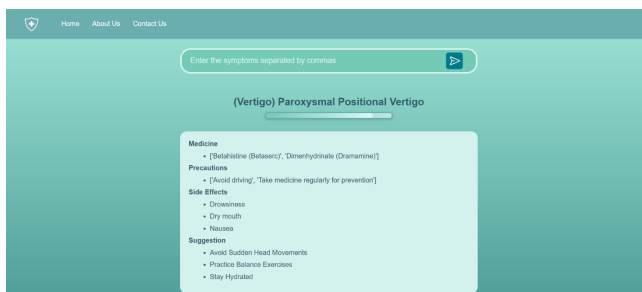 Home About Us Contact Us
Enter the symptoms separated by commas
(Vertigo) Paroxysmal Positional Vertigo
Medicine
• ['Betahistine (Betaserc)', 'Dimenhydrinate (Dramamine)']
Precautions
• ['Avoid driving', 'Take medicine regularly for prevention']
Side Effects
• Drowsiness
• Dry mouth
• Nausea
Suggestion
• Avoid Sudden Head Movements
• Practice Balance Exercises
• Stay Hydrated